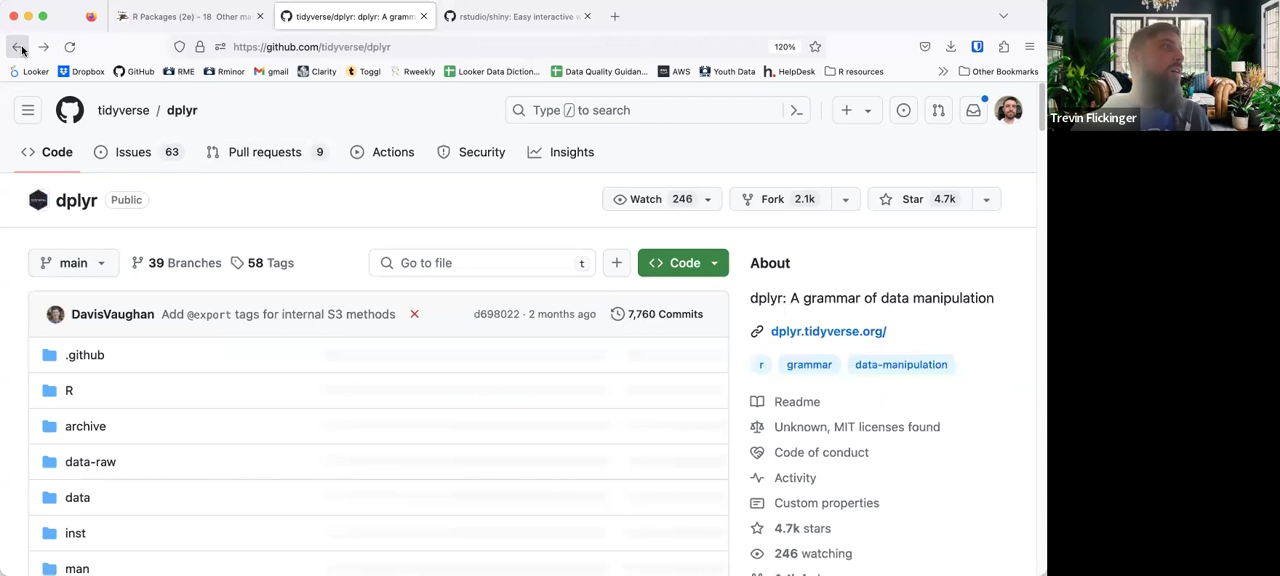 R Packages (2e) - 18 Other ma
tidyverse/dplyr: dplyr: A gramm
rstudio/shiny: Easy interactive w
https://github.com/tidyverse/dplyr
120%
Looker
Dropbox
GitHub
RME
Rminor
gmail
Clarity
Toggl
Rweekly
Looker Data Diction...
Data Quality Guidan...
AWS
Youth Data
HelpDesk
R resources
Other Bookmarks
tidyverse / dplyr
Type / to search
Code
Issues 63
Pull requests 9
Actions
Security
Insights
dplyr Public
Watch 246
Fork 2.1k
Star 4.7k
main
39 Branches
58 Tags
Go to file t
Code
DavisVaughan Add @export tags for internal S3 methods
d698022 · 2 months ago
7,760 Commits
.github
R
archive
data-raw
data
inst
man
About
dplyr: A grammar of data manipulation
dplyr.tidyverse.org/
r grammar data-manipulation
Readme
Unknown, MIT licenses found
Code of conduct
Activity
Custom properties
4.7k stars
246 watching
Trevin Flickinger